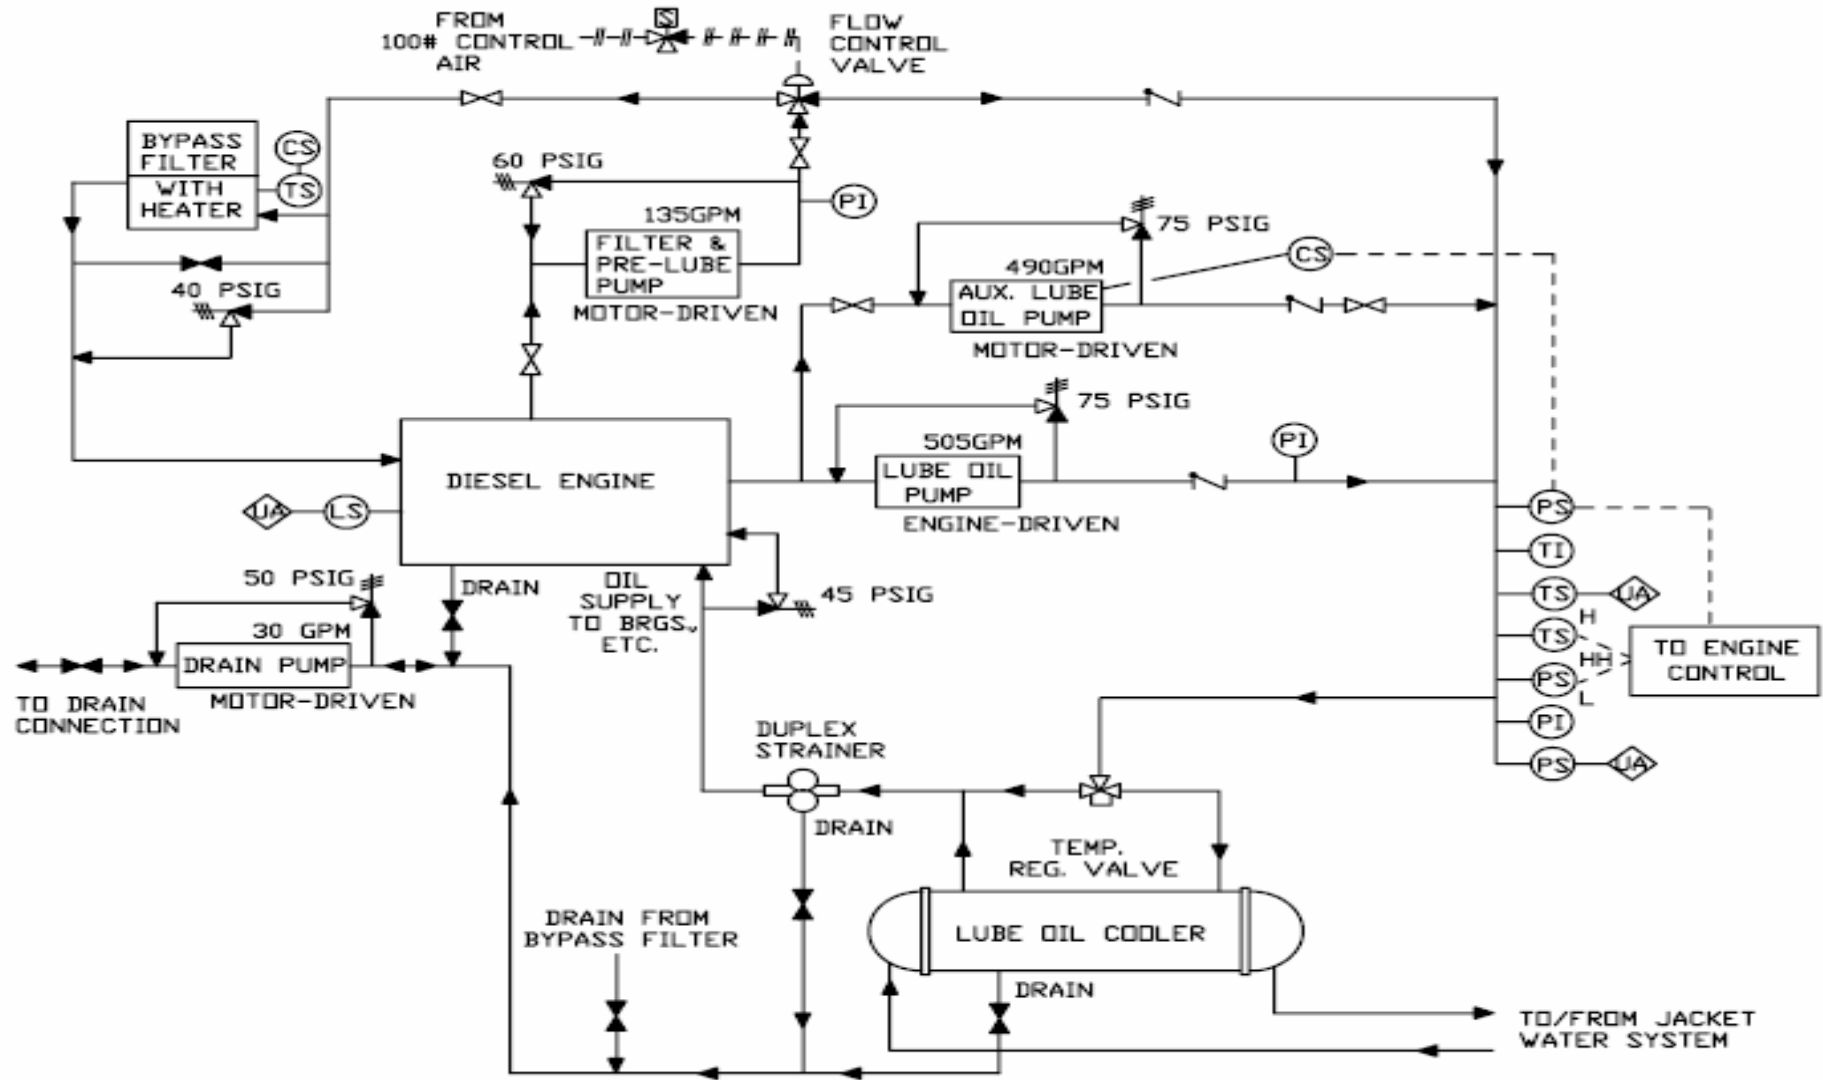 FROM
100# CONTROL
AIR
S
FLOW
CONTROL
VALVE
BYPASS
FILTER
WITH
HEATER
CS
TS
60 PSIG
PI
135GPM
FILTER &
PRE-LUBE
PUMP
MOTOR-DRIVEN
40 PSIG
75 PSIG
CS
490GPM
AUX. LUBE
OIL PUMP
MOTOR-DRIVEN
75 PSIG
505GPM
LUBE OIL
PUMP
ENGINE-DRIVEN
PI
DIESEL ENGINE
UA
LS
50 PSIG
30 GPM
DRAIN PUMP
MOTOR-DRIVEN
TO DRAIN
CONNECTION
DRAIN
OIL
SUPPLY
TO BRGS.,
ETC.
45 PSIG
PS
TI
TS
UA
H
TS
HH
PS
L
PI
PS
UA
TO ENGINE
CONTROL
DUPLEX
STRAINER
DRAIN
TEMP.
REG. VALVE
DRAIN FROM
BYPASS FILTER
LUBE OIL COOLER
DRAIN
TO/FROM JACKET
WATER SYSTEM